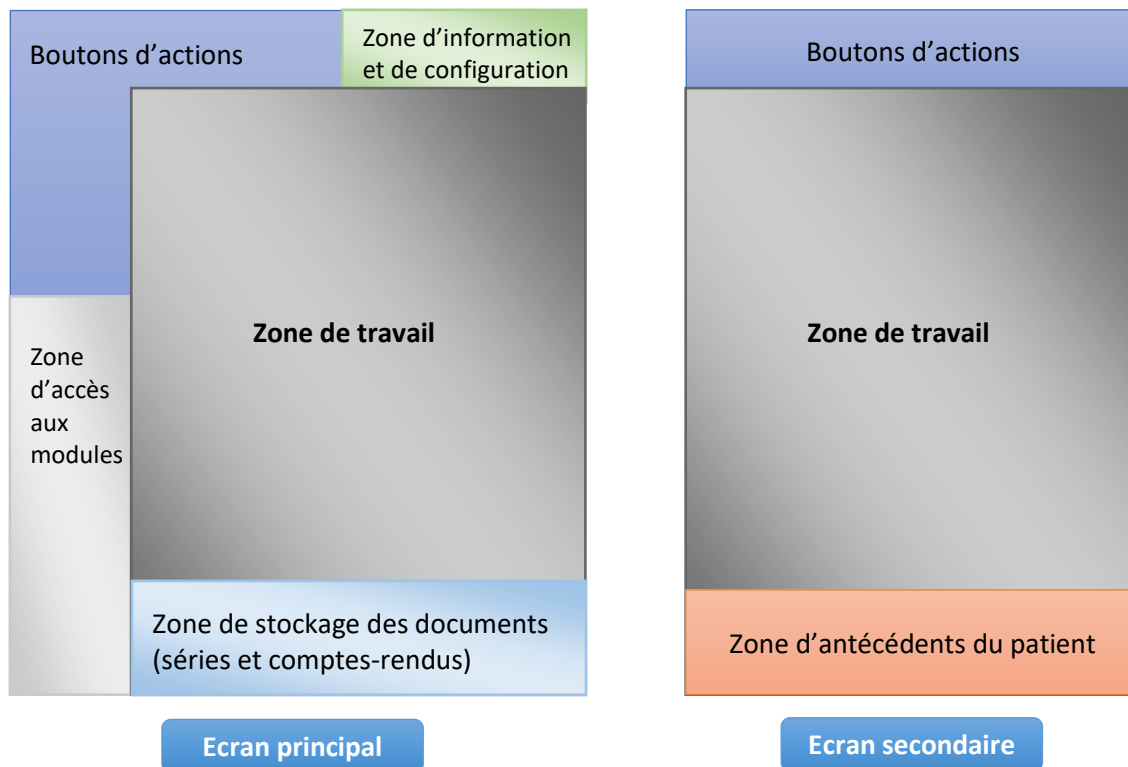 Boutons d’actions
Zone d’information
et de configuration
Zone de travail
Zone
d’accès
aux
modules
Zone de stockage des documents
(séries et comptes-rendus)
Ecran principal
Boutons d’actions
Zone de travail
Zone d’antécédents du patient
Ecran secondaire